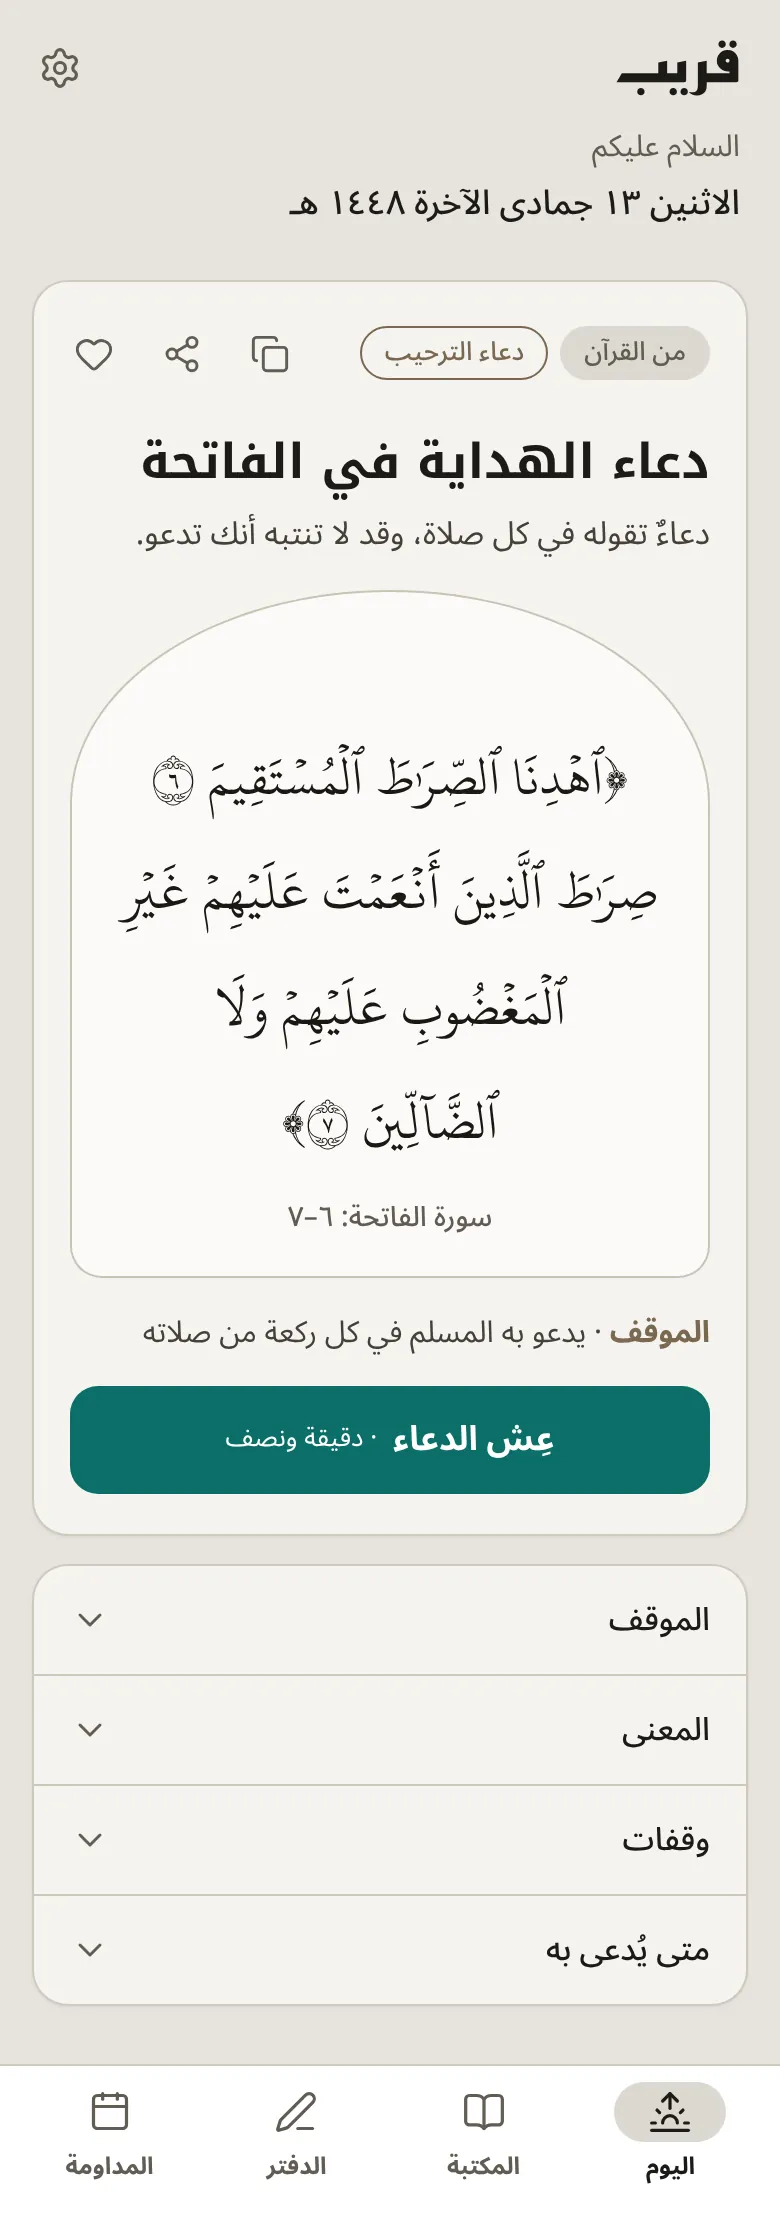 قريب
السلام عليكم
الاثنين ١٣ جمادى الآخرة ١٤٤٨ هـ
من القرآن
دعاء الترحيب
دعاء الهداية في الفاتحة
دعاءٌ تقوله في كل صلاة، وقد لا تنتبه أنك تدعو.
﴿ٱهۡدِنَا ٱلصِّرَٰطَ ٱلۡمُسۡتَقِيمَ ٦
صِرَٰطَ ٱلَّذِينَ أَنۡعَمۡتَ عَلَيۡهِمۡ غَيۡرِ
ٱلۡمَغۡضُوبِ عَلَيۡهِمۡ وَلَا
ٱلضَّآلِّينَ ٧﴾
سورة الفاتحة: ٦–٧
الموقف · يدعو به المسلم في كل ركعة من صلاته
عِش الدعاء · دقيقة ونصف
الموقف
المعنى
وقفات
متى يُدعى به
اليوم
المكتبة
الدفتر
المداومة